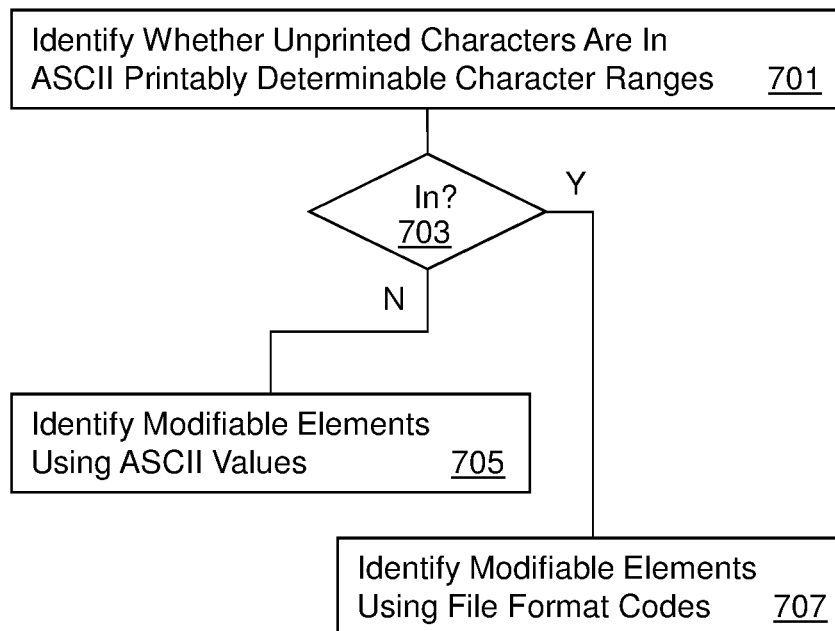 Identify Whether Unprinted Characters Are In
ASCII Printably Determinable Character Ranges 701
In?
703
Y
N
Identify Modifiable Elements
Using ASCII Values 705
Identify Modifiable Elements
Using File Format Codes 707